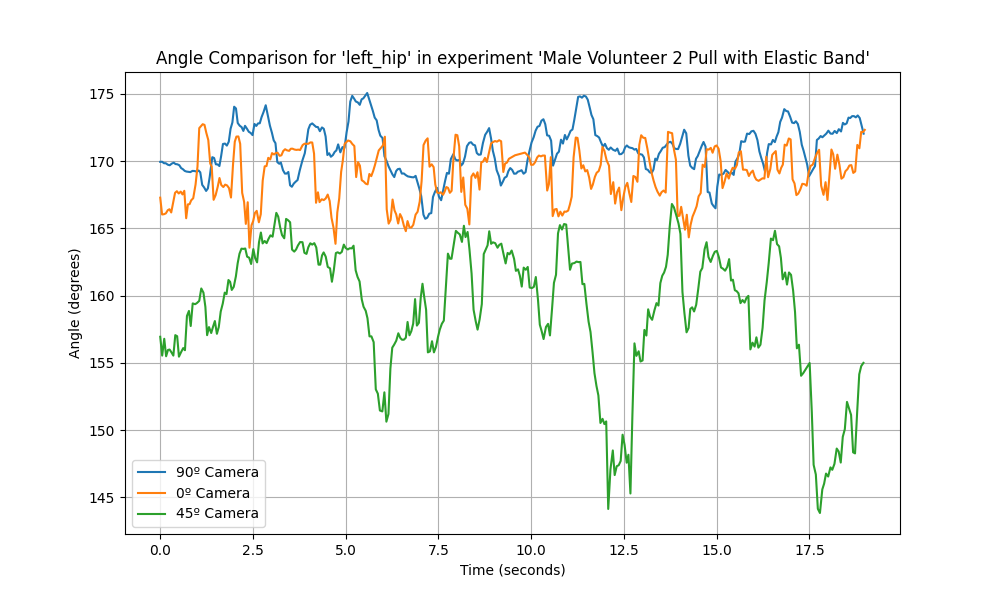 Angle Comparison for 'left_hip' in experiment 'Male Volunteer 2 Pull with Elastic Band'
Angle (degrees)
175
170
165
160
155
150
145
90º Camera
0º Camera
45º Camera
0.0 2.5 5.0 7.5 10.0 12.5 15.0 17.5
Time (seconds)